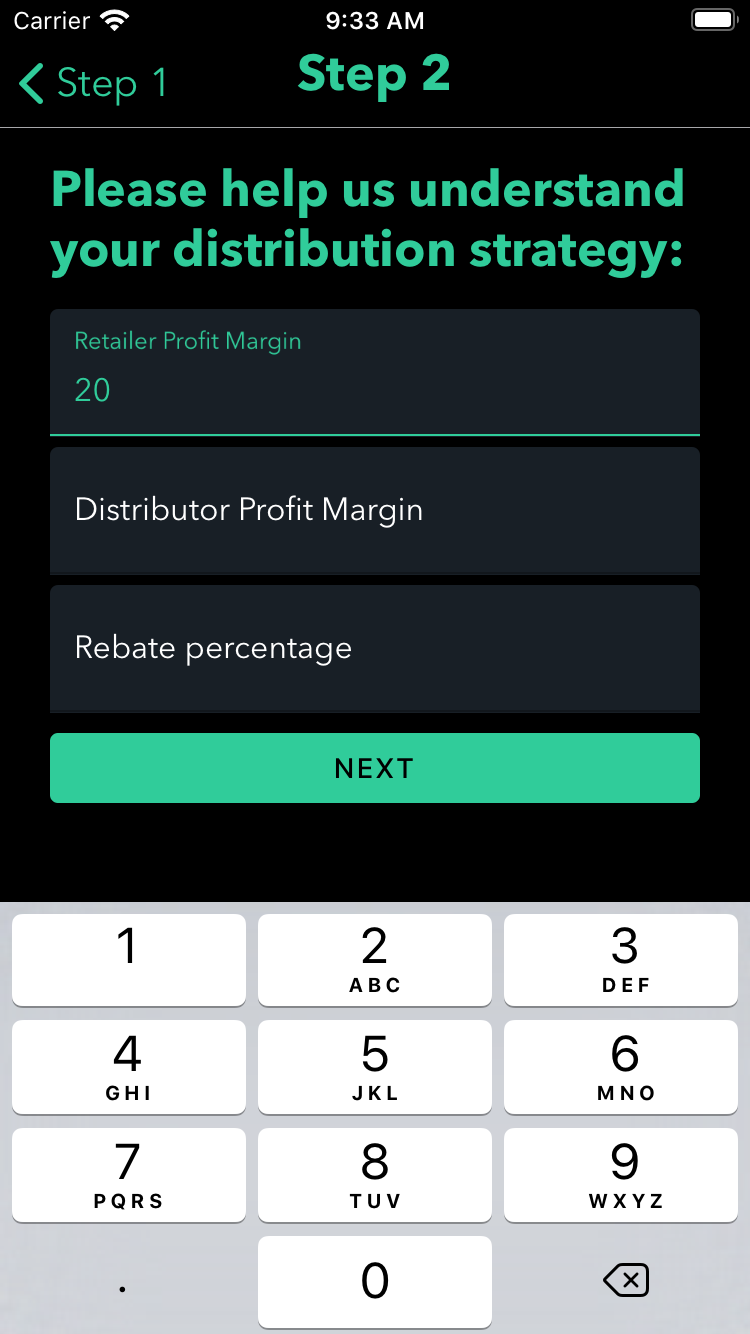 Carrier 9:33 AM
Step 1 Step 2
Please help us understand
your distribution strategy:
Retailer Profit Margin
20
Distributor Profit Margin
Rebate percentage
NEXT
1 2 3
ABC DEF
4 5 6
GHI JKL MNO
7 8 9
PQRS TUV WXYZ
. 0